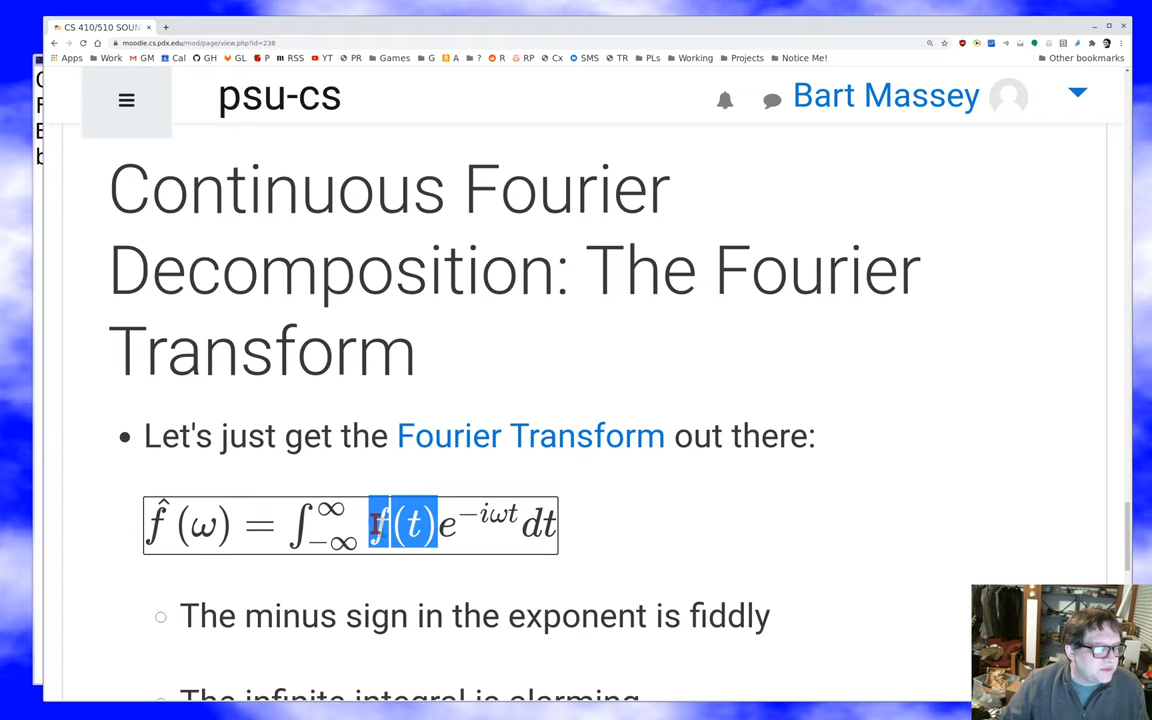 CS 410/510 SOUN
moodle.cs.pdx.edu/mod/page/view.php?id=238
Apps Work GM Cal GH GL P RSS YT PR Games G A ? R RP Cx SMS TR PLs Working Projects Notice Me! Other bookmarks
psu-cs
Bart Massey
Continuous Fourier
Decomposition: The Fourier
Transform
• Let's just get the Fourier Transform out there:
f̂ (ω) = ∫_{-∞}^{∞} f(t)e^{−iωt}dt
○ The minus sign in the exponent is fiddly
The infinite integral is alarming